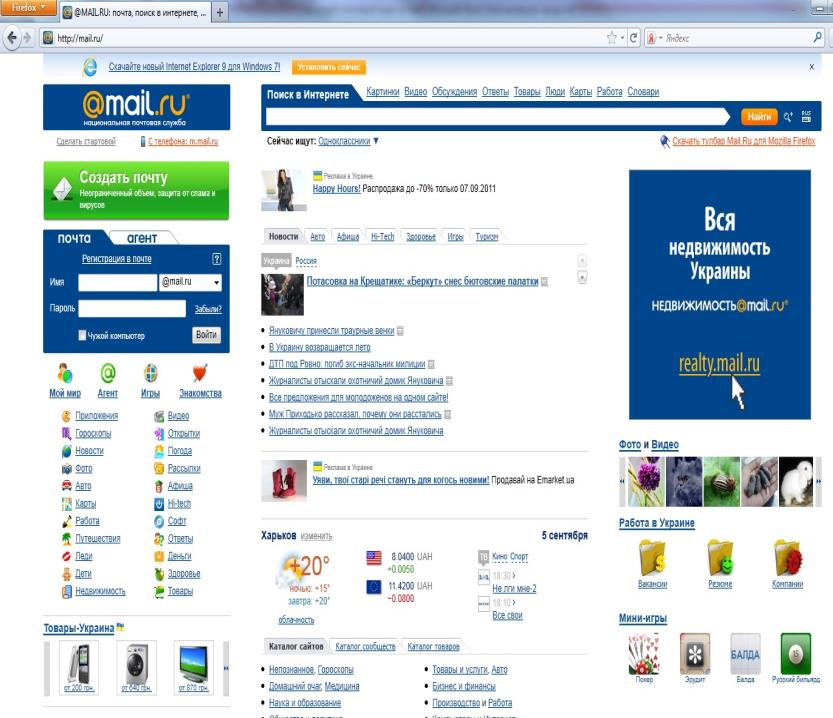 Firefox
@MAIL.RU: почта, поиск в интернете, ...
http://mail.ru/
Яндекс
Скачайте новый Internet Explorer 9 для Windows 7!
Установить сейчас
x
@mail.ru
национальная почтовая служба
Сделать стартовой
С телефона: m.mail.ru
Поиск в Интернете Картинки Видео Обсуждения Ответы Товары Люди Карты Работа Словари
Найти
Сейчас ищут: Одноклассники ▼
Скачать тулбар Mail.Ru для Mozilla Firefox
Создать почту
Неограниченный объем, защита от спама и
вирусов
почта агент
Регистрация в почте
?
Имя
@mail.ru
Пароль
Забыли?
Чужой компьютер
Войти
Мой мир Агент Игры Знакомства
Приложения Видео
Гороскопы Открытки
Новости Погода
Фото Рассылки
Авто Афиша
Карты Hi-tech
Работа Софт
Путешествия Ответы
Леди Деньги
Дети Здоровье
Недвижимость Товары
Товары-Украина
от 200 грн. от 640 грн. от 870 грн.
Реклама в Украине
Happy Hours! Распродажа до -70% только 07.09.2011
Новости Авто Афиша Hi-Tech Здоровье Игры Туризм
Украина Россия
Потасовка на Крещатике: «Беркут» снес бютовские палатки
Януковичу принесли траурные венки
В Украину возвращается лето
ДТП под Ровно: погиб экс-начальник милиции
Журналисты отыскали охотничий домик Януковича
Все предложения для молодоженов на одном сайте!
Муж Приходько рассказал, почему они расстались
Журналисты отыскали охотничий домик Януковича
Реклама в Украине
Уяви, твої старі речі стануть для когось новими! Продавай на Emarket.ua
Харьков изменить
5 сентября
+20°
ночью: +15°
завтра: +20°
облачность
8.0400 UAH
+0.0050
11.4200 UAH
−0.0800
ТВ Кино Спорт
18:30 ›
Не лги мне-2
18:10 ›
Все свои
Каталог сайтов Каталог сообществ Каталог товаров
Непознанное, Гороскопы
Домашний очаг, Медицина
Наука и образование
Товары и услуги, Авто
Бизнес и финансы
Производство и Работа
Вся
недвижимость
Украины
НЕДВИЖИМОСТЬ@mail.ru
realty.mail.ru
Фото и Видео
Работа в Украине
Вакансии Резюме Компании
Мини-игры
БАЛДА
15
Покер Эрудит Балда Русский бильярд